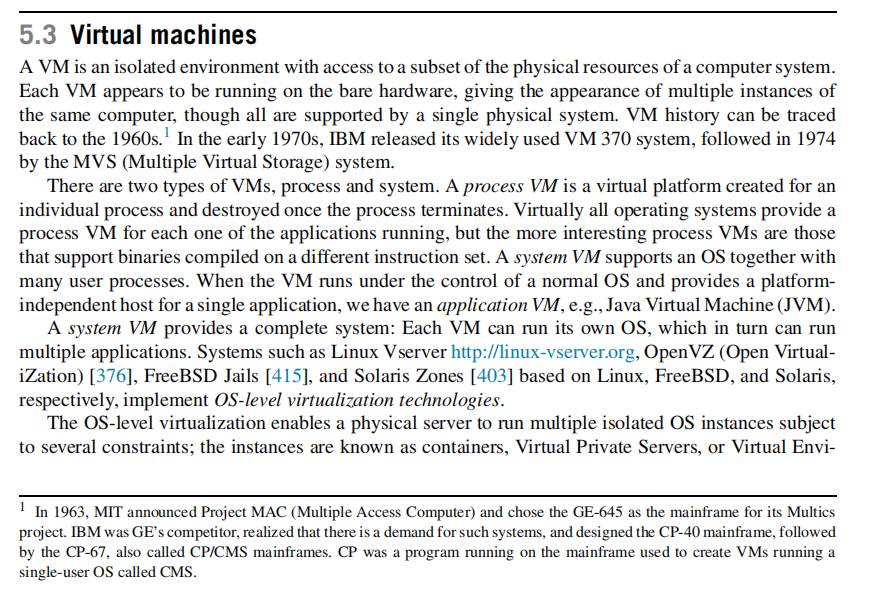 5.3 Virtual machines
A VM is an isolated environment with access to a subset of the physical resources of a computer system.
Each VM appears to be running on the bare hardware, giving the appearance of multiple instances of
the same computer, though all are supported by a single physical system. VM history can be traced
back to the 1960s.1 In the early 1970s, IBM released its widely used VM 370 system, followed in 1974
by the MVS (Multiple Virtual Storage) system.
There are two types of VMs, process and system. A process VM is a virtual platform created for an
individual process and destroyed once the process terminates. Virtually all operating systems provide a
process VM for each one of the applications running, but the more interesting process VMs are those
that support binaries compiled on a different instruction set. A system VM supports an OS together with
many user processes. When the VM runs under the control of a normal OS and provides a platform-
independent host for a single application, we have an application VM, e.g., Java Virtual Machine (JVM).
A system VM provides a complete system: Each VM can run its own OS, which in turn can run
multiple applications. Systems such as Linux Vserver http://linux-vserver.org, OpenVZ (Open Virtual-
iZation) [376], FreeBSD Jails [415], and Solaris Zones [403] based on Linux, FreeBSD, and Solaris,
respectively, implement OS-level virtualization technologies.
The OS-level virtualization enables a physical server to run multiple isolated OS instances subject
to several constraints; the instances are known as containers, Virtual Private Servers, or Virtual Envi-
1 In 1963, MIT announced Project MAC (Multiple Access Computer) and chose the GE-645 as the mainframe for its Multics
project. IBM was GE's competitor, realized that there is a demand for such systems, and designed the CP-40 mainframe, followed
by the CP-67, also called CP/CMS mainframes. CP was a program running on the mainframe used to create VMs running a
single-user OS called CMS.